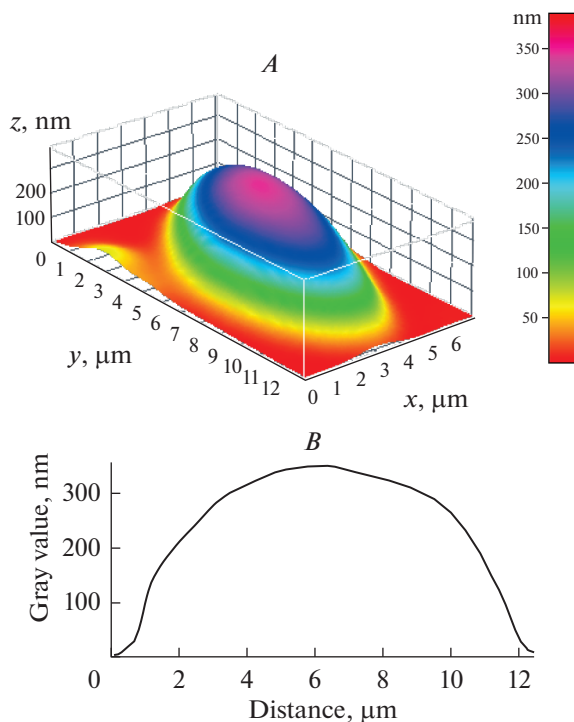 nm
A
350
z, nm
300
250
200
200
100
150
0 1 2 3 4 5 6 7 8 9 10 11 12
100
50
y, μm
0 1 2 3 4 5 6
x, μm
B
Gray value, nm
300
200
100
0 2 4 6 8 10 12
Distance, μm